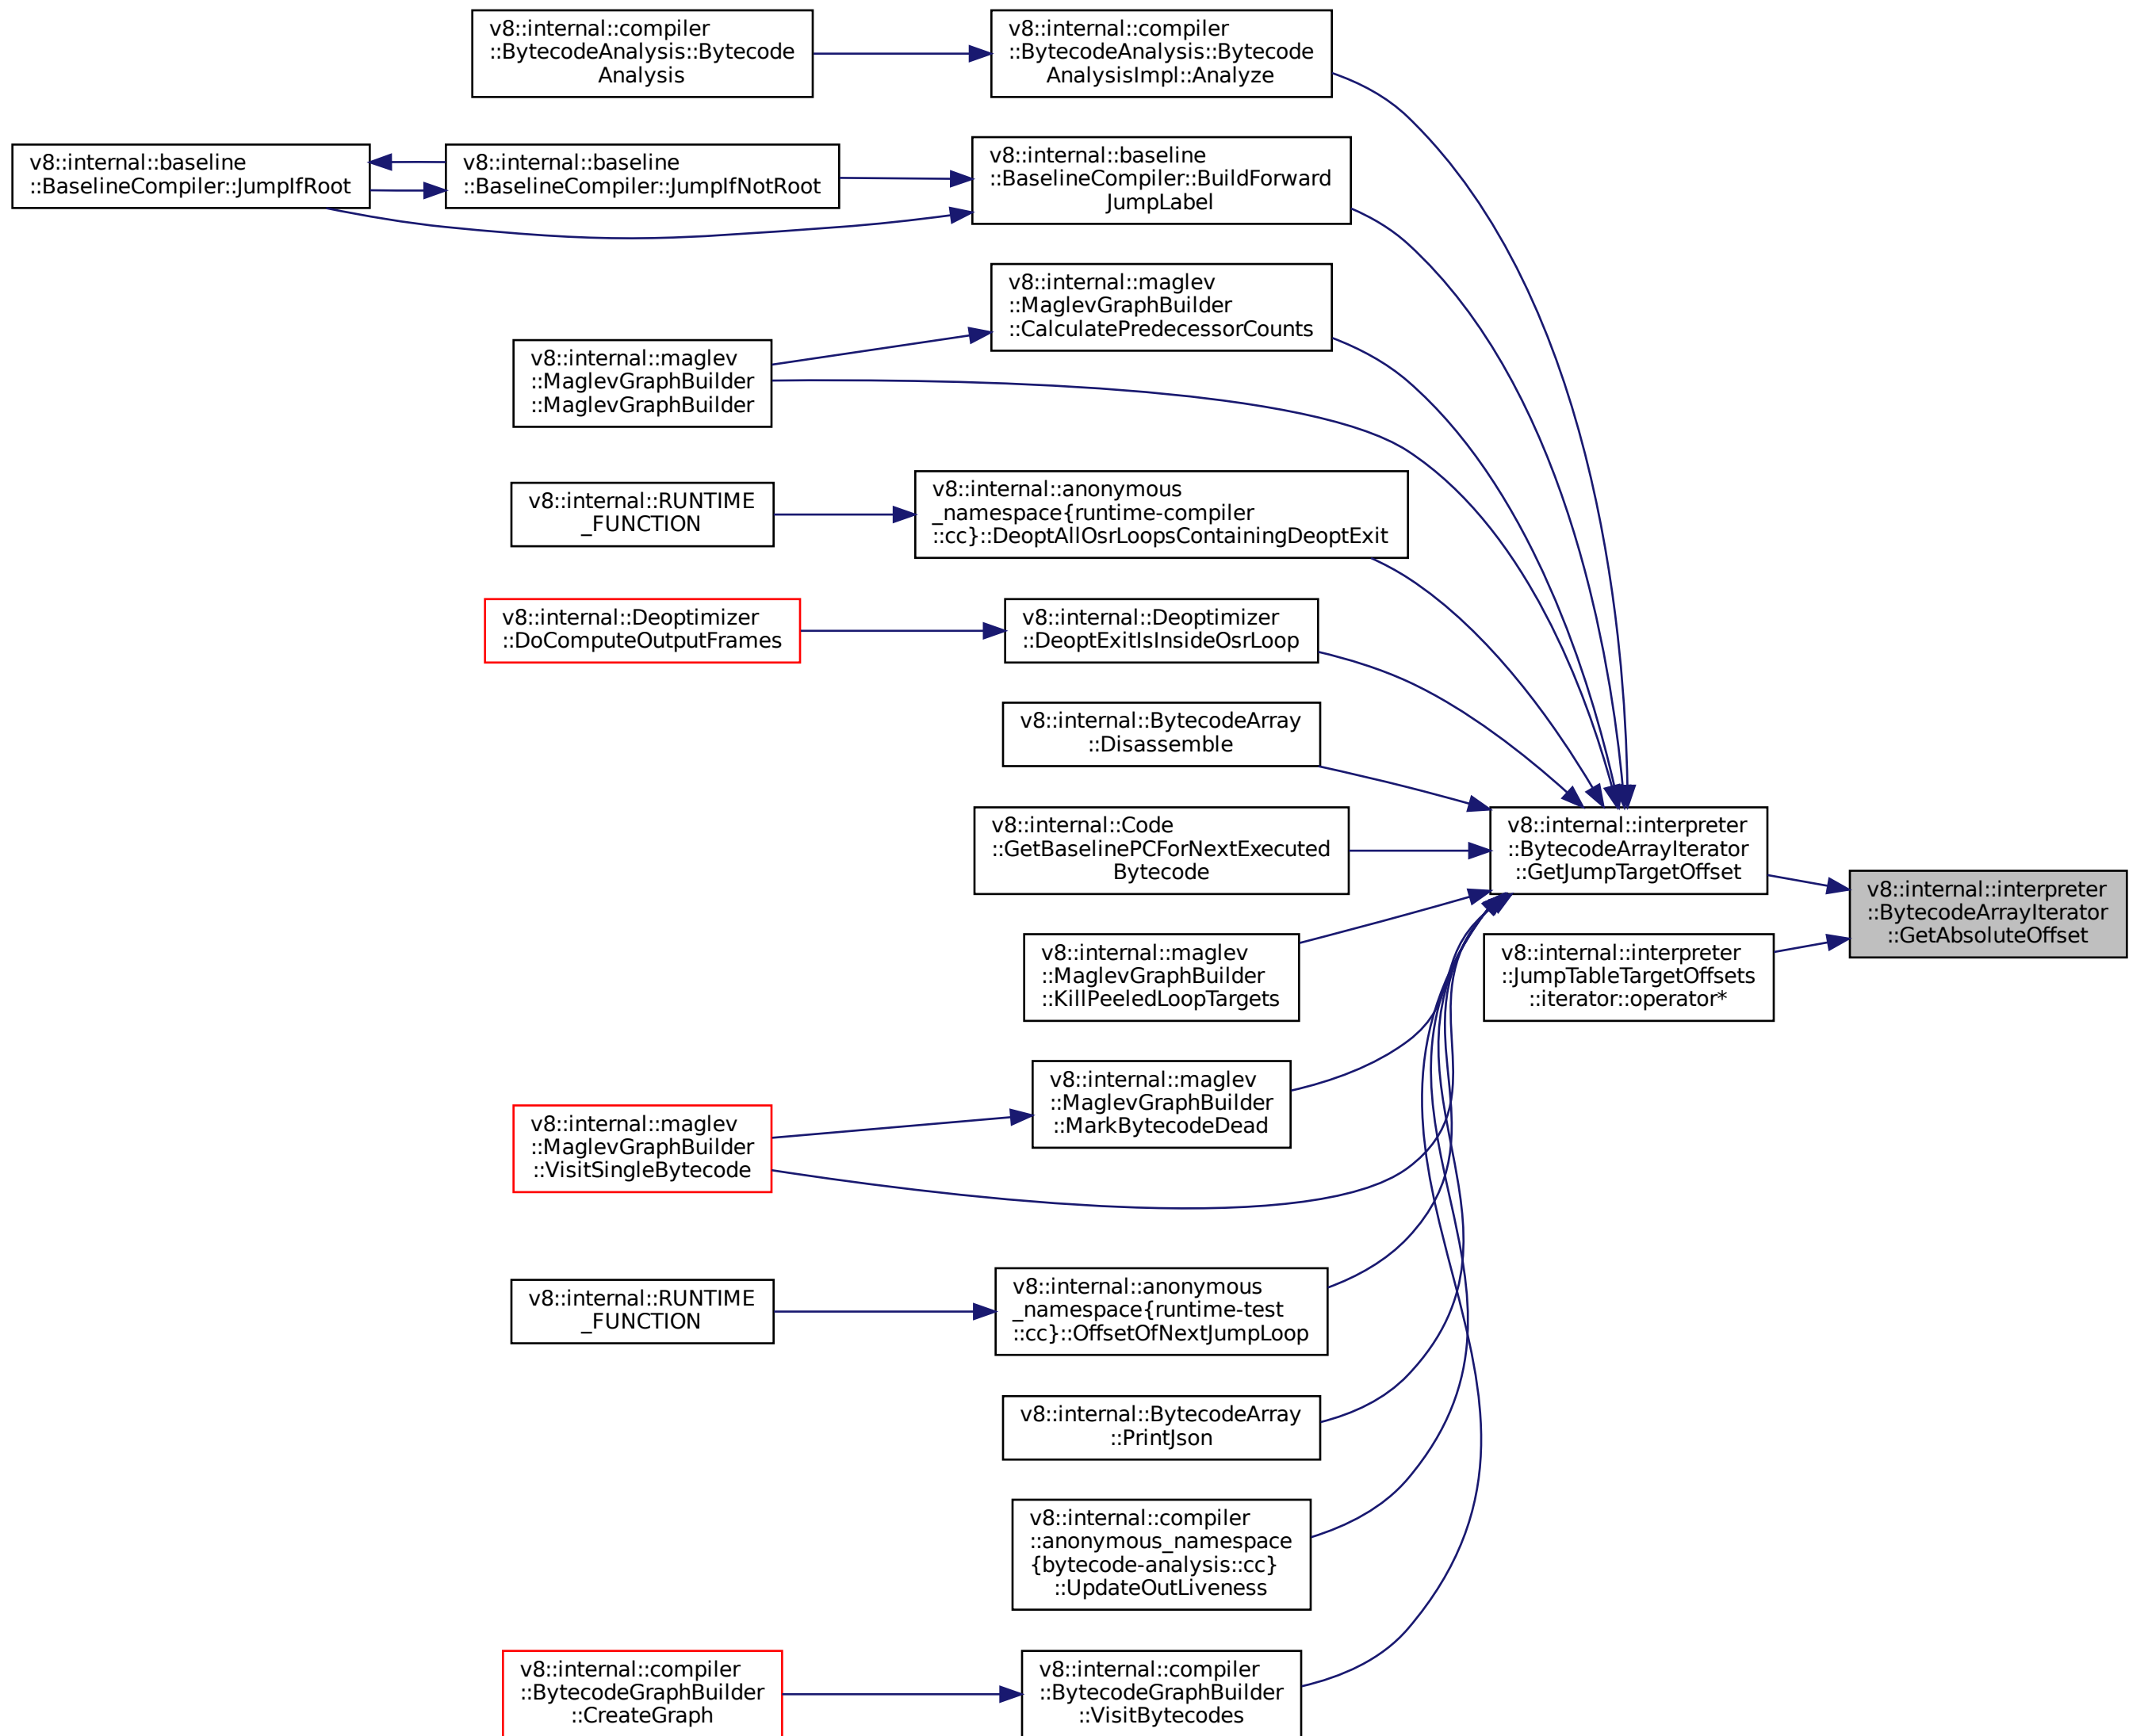 v8::internal::compiler
::BytecodeAnalysis::Bytecode
Analysis
v8::internal::compiler
::BytecodeAnalysis::Bytecode
AnalysisImpl::Analyze
v8::internal::baseline
::BaselineCompiler::JumpIfRoot
v8::internal::baseline
::BaselineCompiler::JumpIfNotRoot
v8::internal::baseline
::BaselineCompiler::BuildForward
JumpLabel
v8::internal::maglev
::MaglevGraphBuilder
::CalculatePredecessorCounts
v8::internal::maglev
::MaglevGraphBuilder
::MaglevGraphBuilder
v8::internal::RUNTIME
_FUNCTION
v8::internal::anonymous
_namespace{runtime-compiler
::cc}::DeoptAllOsrLoopsContainingDeoptExit
v8::internal::Deoptimizer
::DoComputeOutputFrames
v8::internal::Deoptimizer
::DeoptExitIsInsideOsrLoop
v8::internal::BytecodeArray
::Disassemble
v8::internal::Code
::GetBaselinePCForNextExecuted
Bytecode
v8::internal::interpreter
::BytecodeArrayIterator
::GetJumpTargetOffset
v8::internal::interpreter
::BytecodeArrayIterator
::GetAbsoluteOffset
v8::internal::maglev
::MaglevGraphBuilder
::KillPeeledLoopTargets
v8::internal::interpreter
::JumpTableTargetOffsets
::iterator::operator*
v8::internal::maglev
::MaglevGraphBuilder
::MarkBytecodeDead
v8::internal::maglev
::MaglevGraphBuilder
::VisitSingleBytecode
v8::internal::RUNTIME
_FUNCTION
v8::internal::anonymous
_namespace{runtime-test
::cc}::OffsetOfNextJumpLoop
v8::internal::BytecodeArray
::PrintJson
v8::internal::compiler
::anonymous_namespace
{bytecode-analysis::cc}
::UpdateOutLiveness
v8::internal::compiler
::BytecodeGraphBuilder
::CreateGraph
v8::internal::compiler
::BytecodeGraphBuilder
::VisitBytecodes